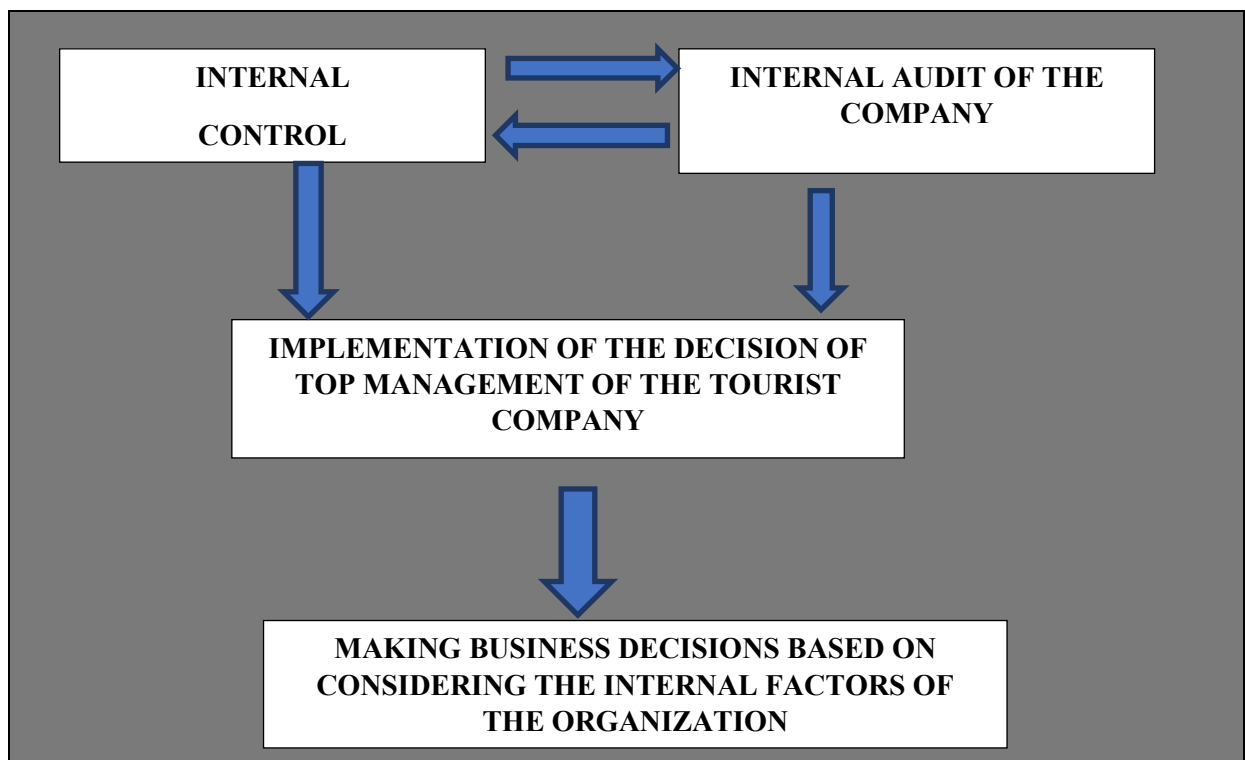 INTERNAL
CONTROL
INTERNAL AUDIT OF THE
COMPANY
IMPLEMENTATION OF THE DECISION OF
TOP MANAGEMENT OF THE TOURIST
COMPANY
MAKING BUSINESS DECISIONS BASED ON
CONSIDERING THE INTERNAL FACTORS OF
THE ORGANIZATION